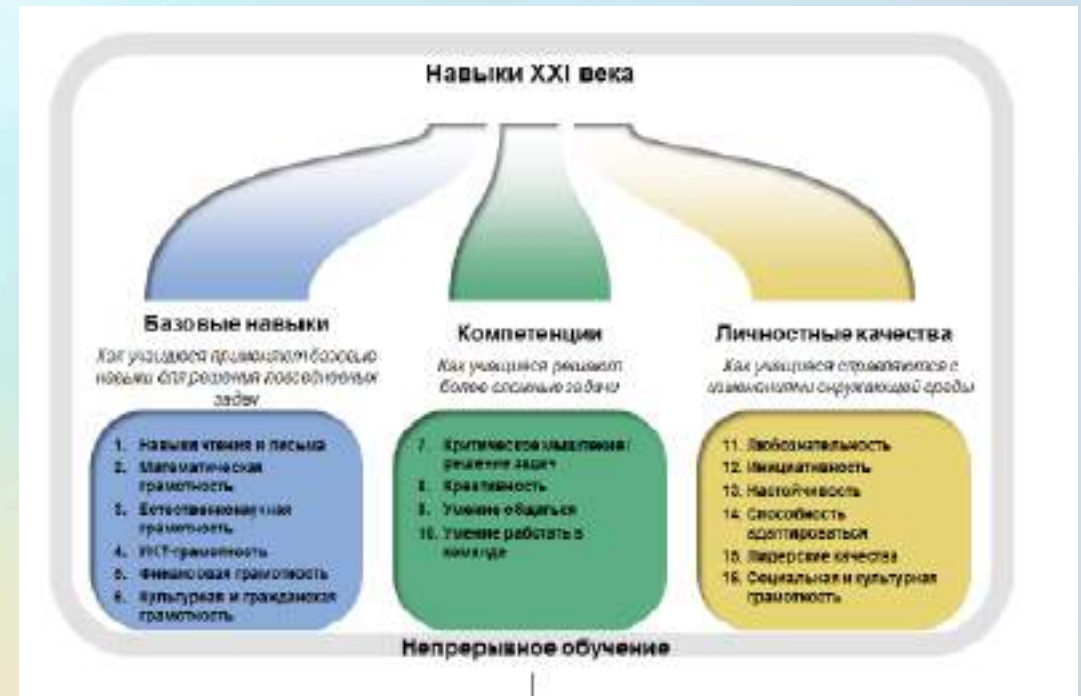 Навыки XXI века
Базовые навыки
Как учащиеся применяют базовые
навыки для решения повседневных
задач
1. Навыки чтения и письма
2. Математическая
грамотность
3. Естественнонаучная
грамотность
4. ИКТ-грамотность
5. Финансовая грамотность
6. Культурная и гражданская
грамотность
Компетенции
Как учащиеся решают
более сложные задачи
7. Критическое мышление/
решение задач
8. Креативность
9. Умение общаться
10. Умение работать в
команде
Личностные качества
Как учащиеся справляются с
изменениями окружающей среды
11. Любознательность
12. Инициативность
13. Настойчивость
14. Способность
адаптироваться
15. Лидерские качества
16. Социальная и культурная
грамотность
Непрерывное обучение